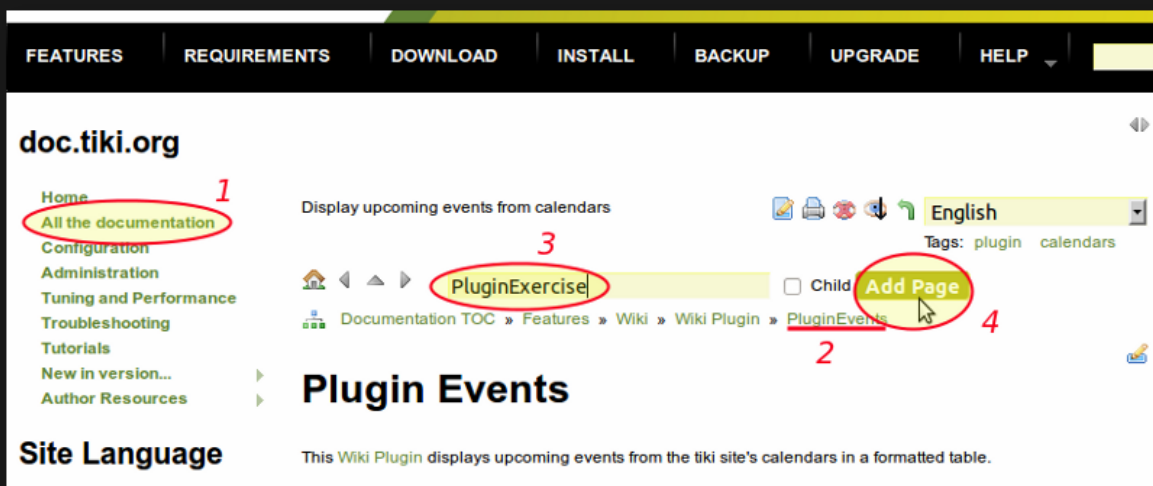 FEATURES REQUIREMENTS DOWNLOAD INSTALL BACKUP UPGRADE HELP
doc.tiki.org
Home
1
All the documentation
Configuration
Administration
Tuning and Performance
Troubleshooting
Tutorials
New in version...
Author Resources
Site Language
Display upcoming events from calendars
English
Tags: plugin calendars
3
PluginExercise
Child
Add Page
4
Documentation TOC » Features » Wiki » Wiki Plugin » PluginEvents
2
Plugin Events
This Wiki Plugin displays upcoming events from the tiki site's calendars in a formatted table.